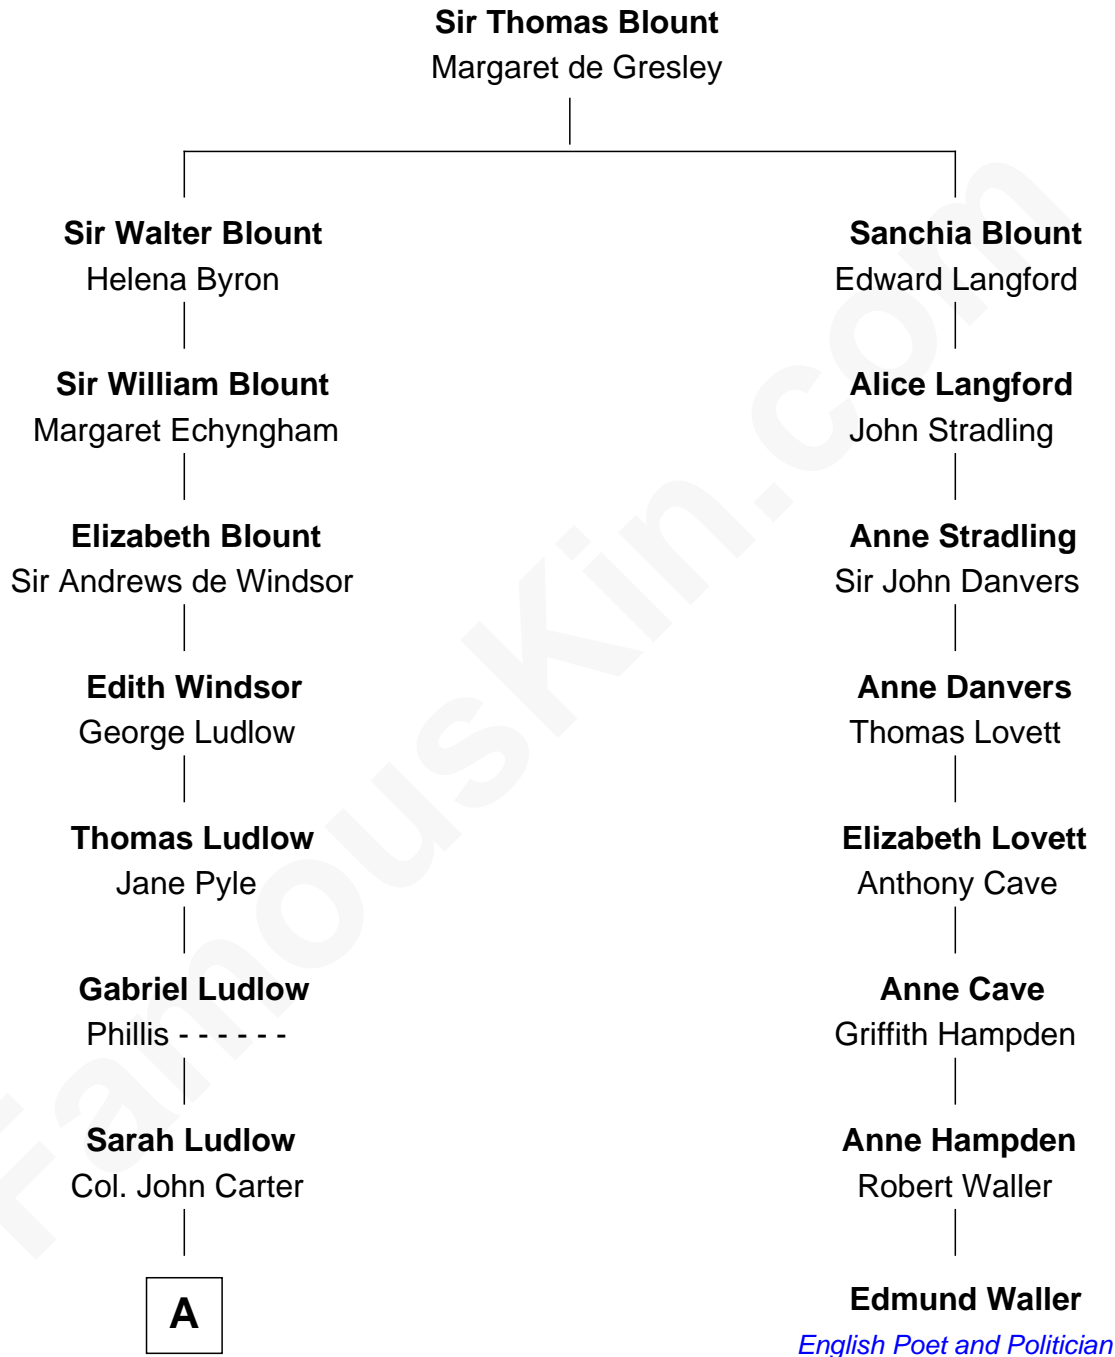 Sir Thomas Blount
Margaret de Gresley
Sir Walter Blount
Helena Byron
Sanchia Blount
Edward Langford
Sir William Blount
Margaret Echyngham
Alice Langford
John Stradling
Elizabeth Blount
Sir Andrews de Windsor
Anne Stradling
Sir John Danvers
Edith Windsor
George Ludlow
Anne Danvers
Thomas Lovett
Thomas Ludlow
Jane Pyle
Elizabeth Lovett
Anthony Cave
Gabriel Ludlow
Phillis - - - - - -
Anne Cave
Griffith Hampden
Sarah Ludlow
Col. John Carter
Anne Hampden
Robert Waller
A
Edmund Waller
English Poet and Politician
FamousKin.com